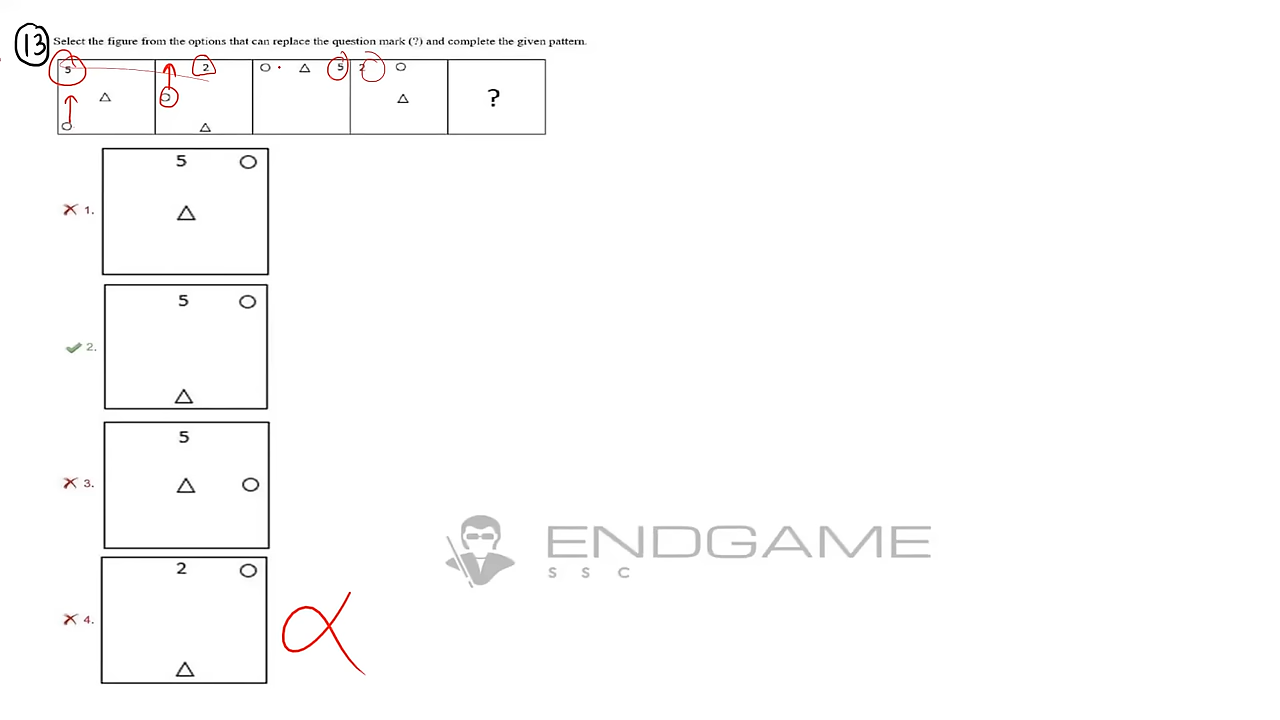 13 Select the figure from the options that can replace the question mark (?) and complete the given pattern.
5 2 5 2
?
5
1.
5
2.
5
3.
ENDGAME
SSC
2
4.